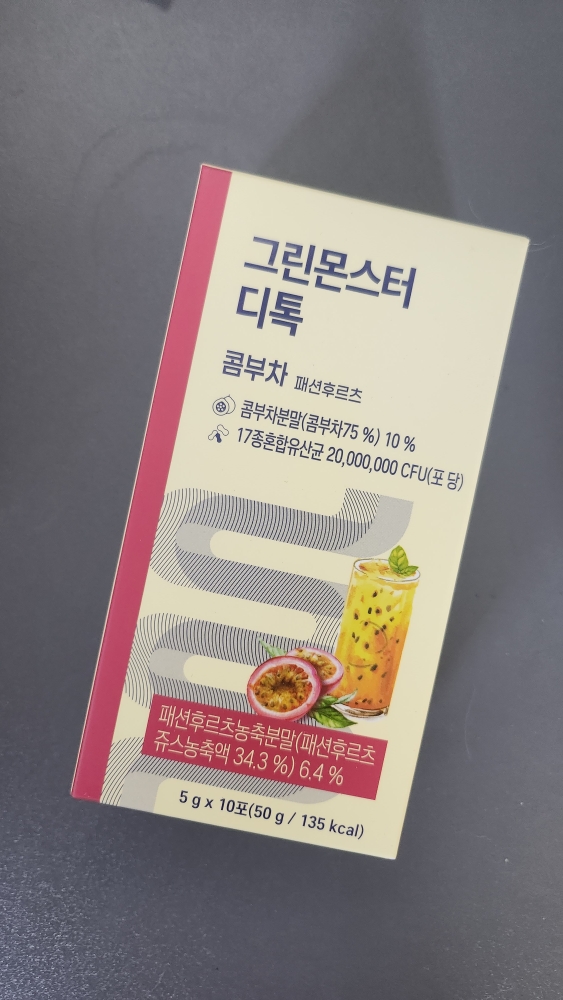 그린몬스터
디톡
콤부차 패션후르츠
콤부차분말(콤부차75 %) 10 %
17종혼합유산균 20,000,000 CFU(포 당)
패션후르츠농축분말(패션후르츠
쥬스농축액 34.3 %) 6.4 %
5 g x 10포(50 g / 135 kcal)